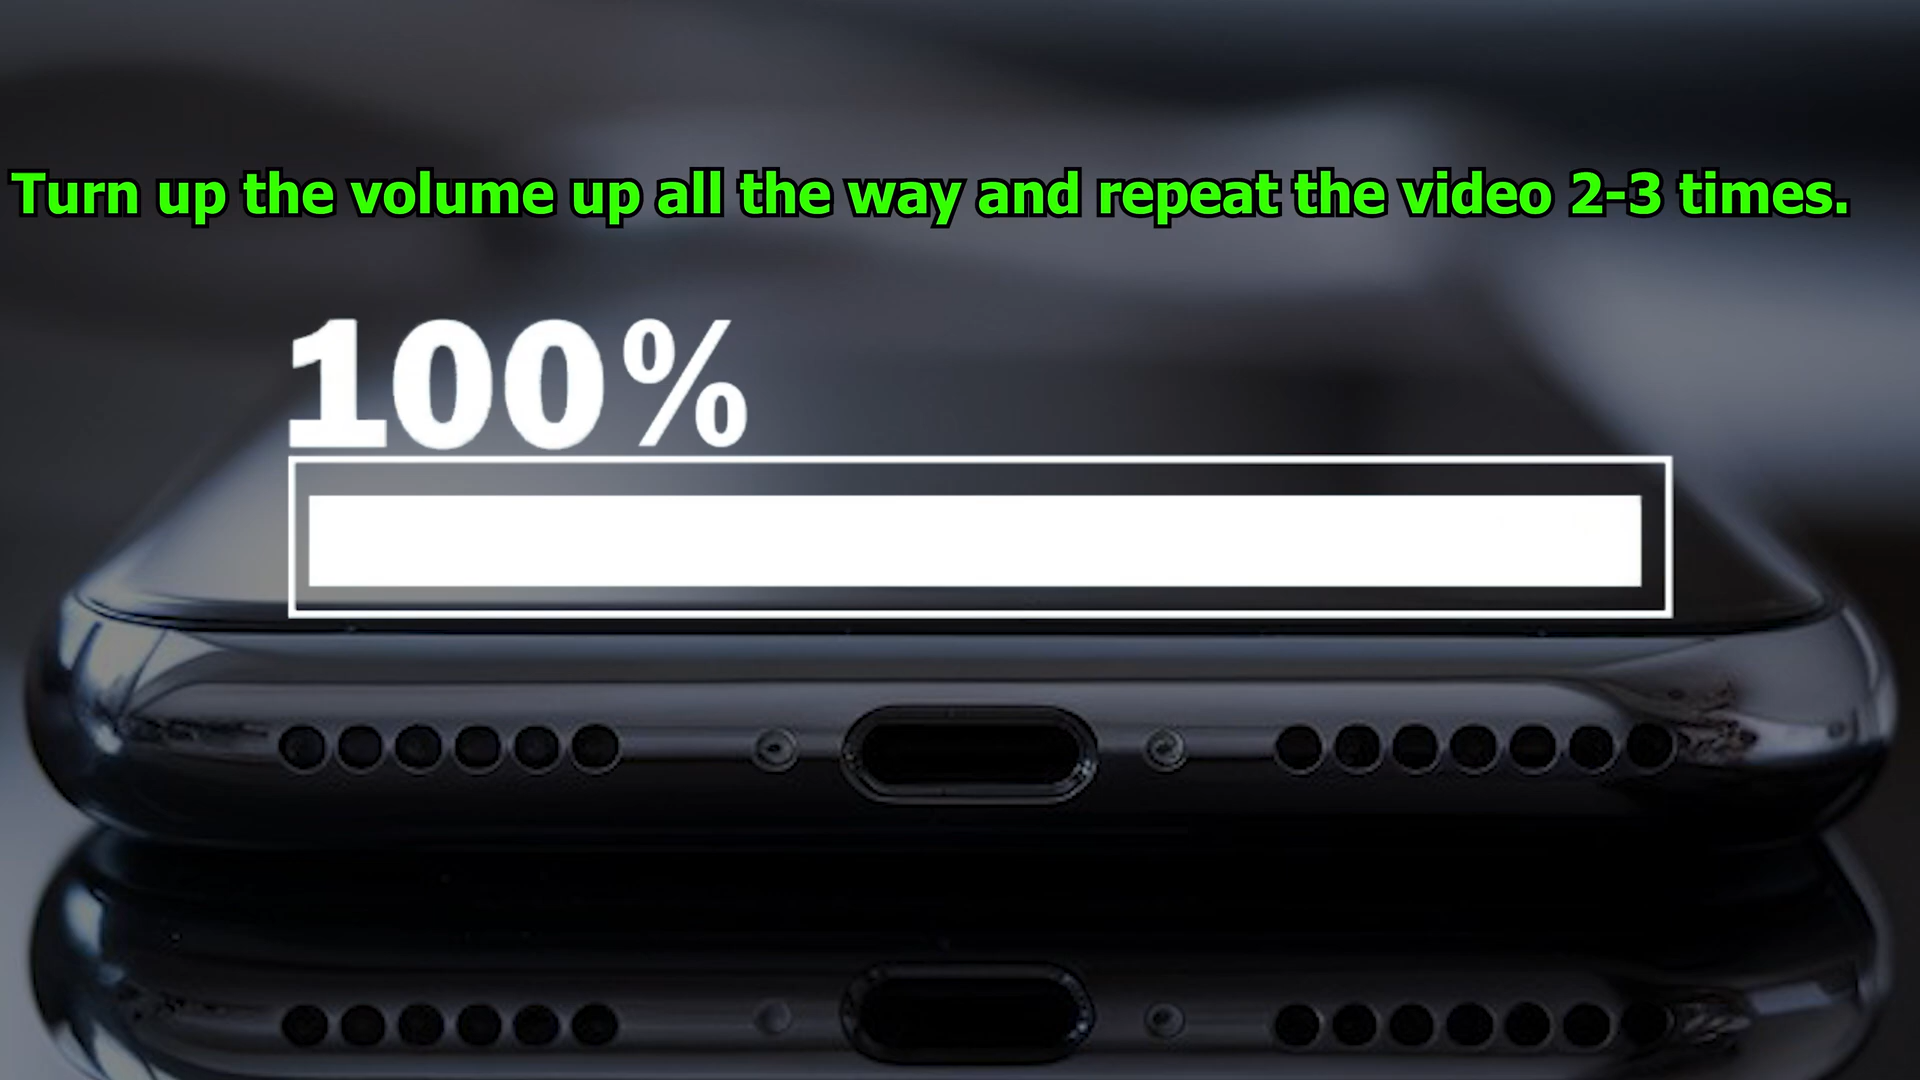 Turn up the volume up all the way and repeat the video 2-3 times.
100%